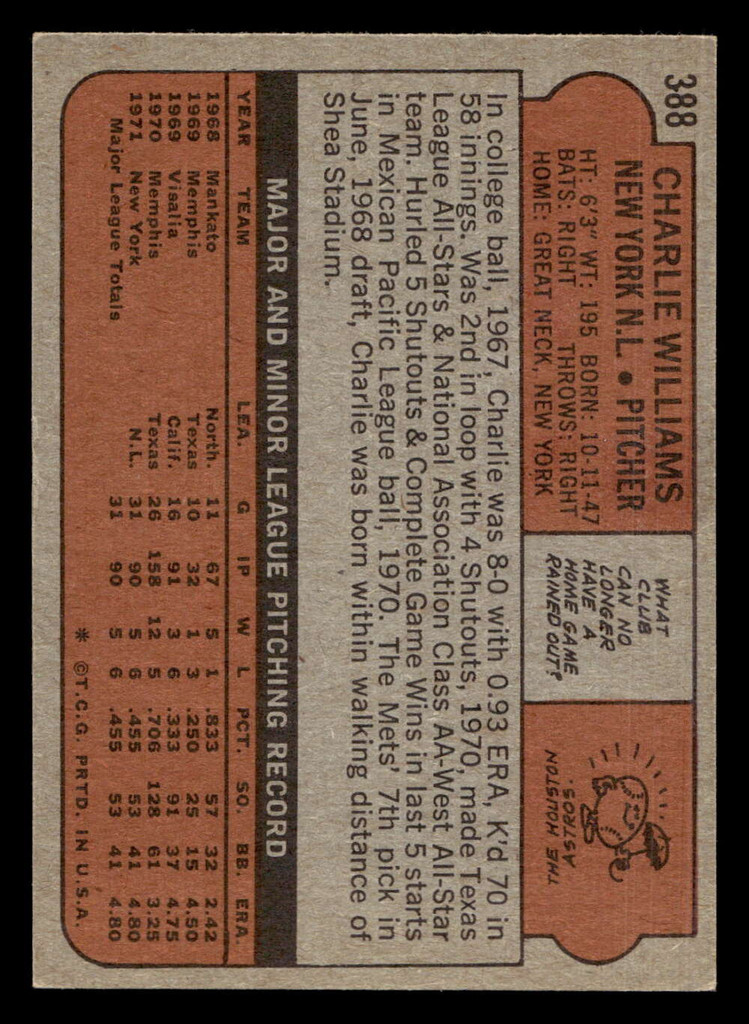 388
CHARLIE WILLIAMS
NEW YORK N.L. • PITCHER
HT: 6'3" WT: 195 BORN: 10-11-47
BATS: RIGHT THROWS: RIGHT
HOME: GREAT NECK, NEW YORK
WHAT
CLUB
CAN NO
LONGER
HAVE A
HOME GAME
RAINED OUT?
THE HOUSTON
ASTROS.
In college ball, 1967, Charlie was 8-0 with 0.93 ERA, K'd 70 in
58 innings. Was 2nd in loop with 4 Shutouts, 1970, made Texas
League All-Stars & National Association Class AA-West All-Star
team. Hurled 5 Shutouts & Complete Game Wins in last 5 starts
in Mexican Pacific League ball, 1970. The Mets' 7th pick in
June, 1968 draft, Charlie was born within walking distance of
Shea Stadium.
MAJOR AND MINOR LEAGUE PITCHING RECORD
YEAR TEAM LEA. G IP W L PCT. SO. BB. ERA.
1968 Mankato North. 11 67 5 1 .833 57 32 2.42
1969 Memphis Texas 10 32 1 3 .250 25 15 4.50
1969 Visalia Calif. 16 91 3 6 .333 91 37 4.75
1970 Memphis Texas 26 158 12 5 .706 128 61 3.25
1971 New York N.L. 31 90 5 6 .455 53 41 4.80
Major League Totals 31 90 5 6 .455 53 41 4.80
* ©T.C.G. PRTD. IN U.S.A.